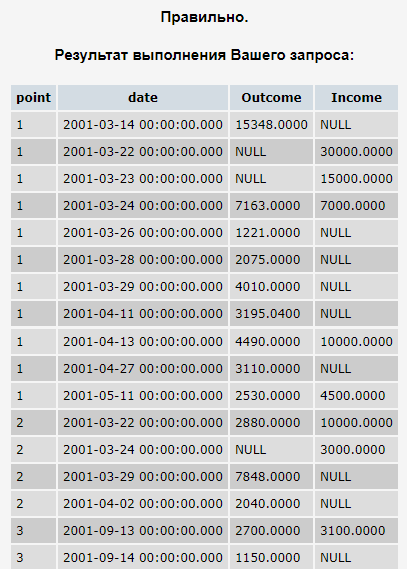 Правильно.
Результат выполнения Вашего запроса:
point date Outcome Income
1 2001-03-14 00:00:00.000 15348.0000 NULL
1 2001-03-22 00:00:00.000 NULL 30000.0000
1 2001-03-23 00:00:00.000 NULL 15000.0000
1 2001-03-24 00:00:00.000 7163.0000 7000.0000
1 2001-03-26 00:00:00.000 1221.0000 NULL
1 2001-03-28 00:00:00.000 2075.0000 NULL
1 2001-03-29 00:00:00.000 4010.0000 NULL
1 2001-04-11 00:00:00.000 3195.0400 NULL
1 2001-04-13 00:00:00.000 4490.0000 10000.0000
1 2001-04-27 00:00:00.000 3110.0000 NULL
1 2001-05-11 00:00:00.000 2530.0000 4500.0000
2 2001-03-22 00:00:00.000 2880.0000 10000.0000
2 2001-03-24 00:00:00.000 NULL 3000.0000
2 2001-03-29 00:00:00.000 7848.0000 NULL
2 2001-04-02 00:00:00.000 2040.0000 NULL
3 2001-09-13 00:00:00.000 2700.0000 3100.0000
3 2001-09-14 00:00:00.000 1150.0000 NULL